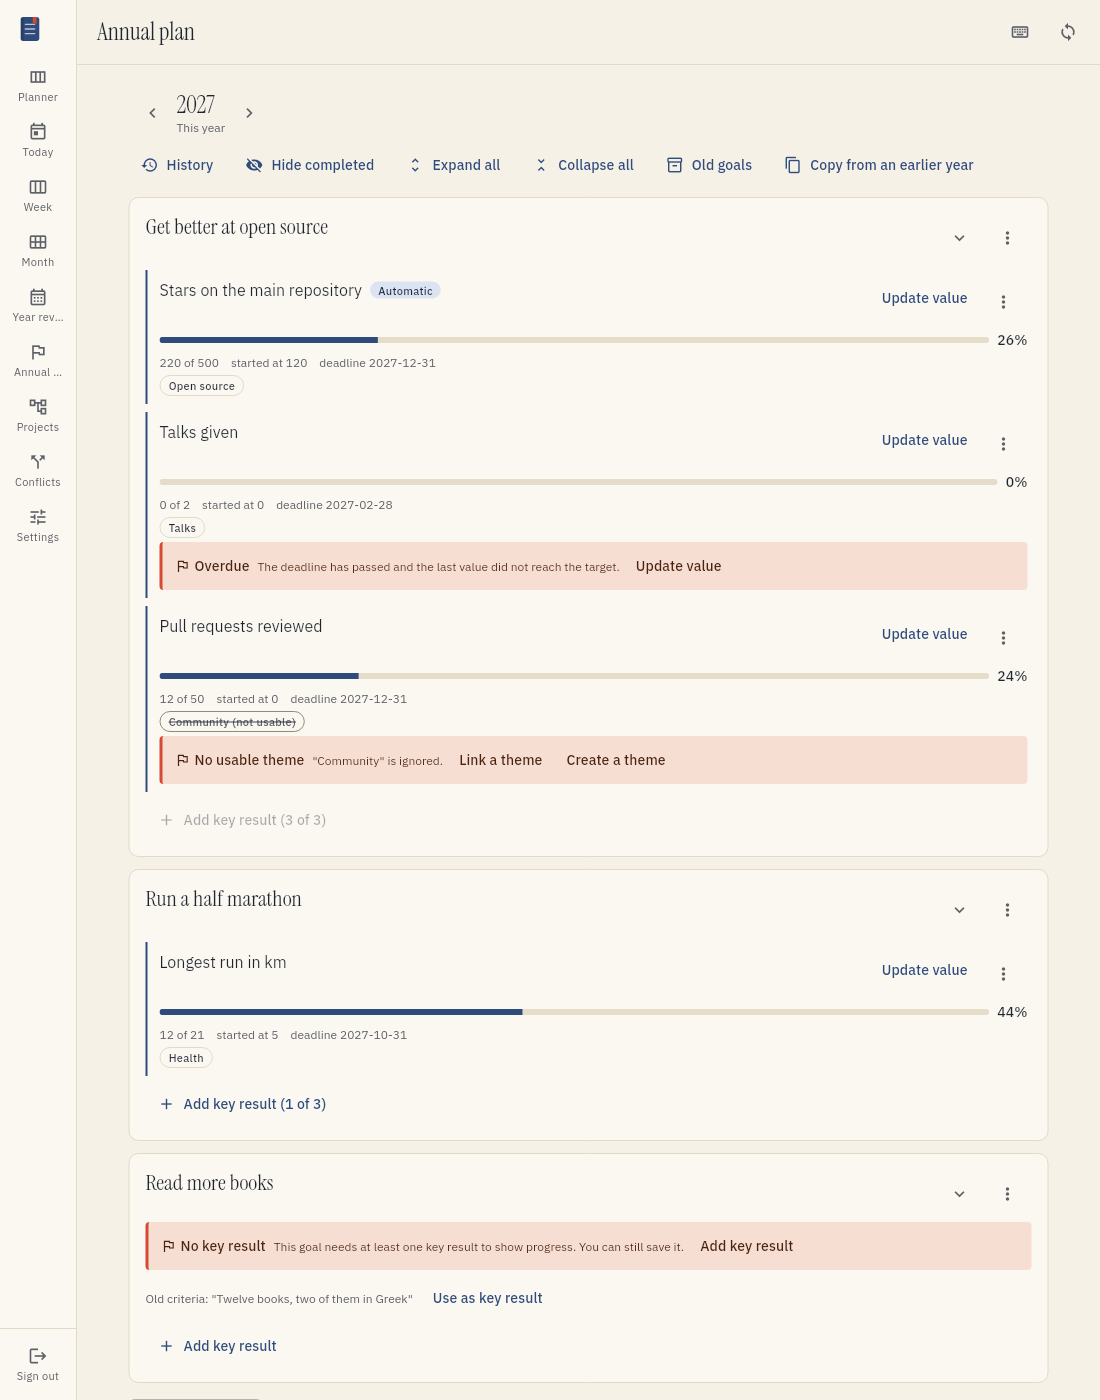 Annual plan
Planner
Today
Week
Month
Year rev...
Annual ...
Projects
Conflicts
Settings
Sign out
2027
This year
History Hide completed Expand all Collapse all Old goals Copy from an earlier year
Get better at open source
Stars on the main repository Automatic Update value
26%
220 of 500 started at 120 deadline 2027-12-31
Open source
Talks given Update value
0%
0 of 2 started at 0 deadline 2027-02-28
Talks
Overdue The deadline has passed and the last value did not reach the target. Update value
Pull requests reviewed Update value
24%
12 of 50 started at 0 deadline 2027-12-31
Community (not usable)
No usable theme "Community" is ignored. Link a theme Create a theme
Add key result (3 of 3)
Run a half marathon
Longest run in km Update value
44%
12 of 21 started at 5 deadline 2027-10-31
Health
Add key result (1 of 3)
Read more books
No key result This goal needs at least one key result to show progress. You can still save it. Add key result
Old criteria: "Twelve books, two of them in Greek" Use as key result
Add key result